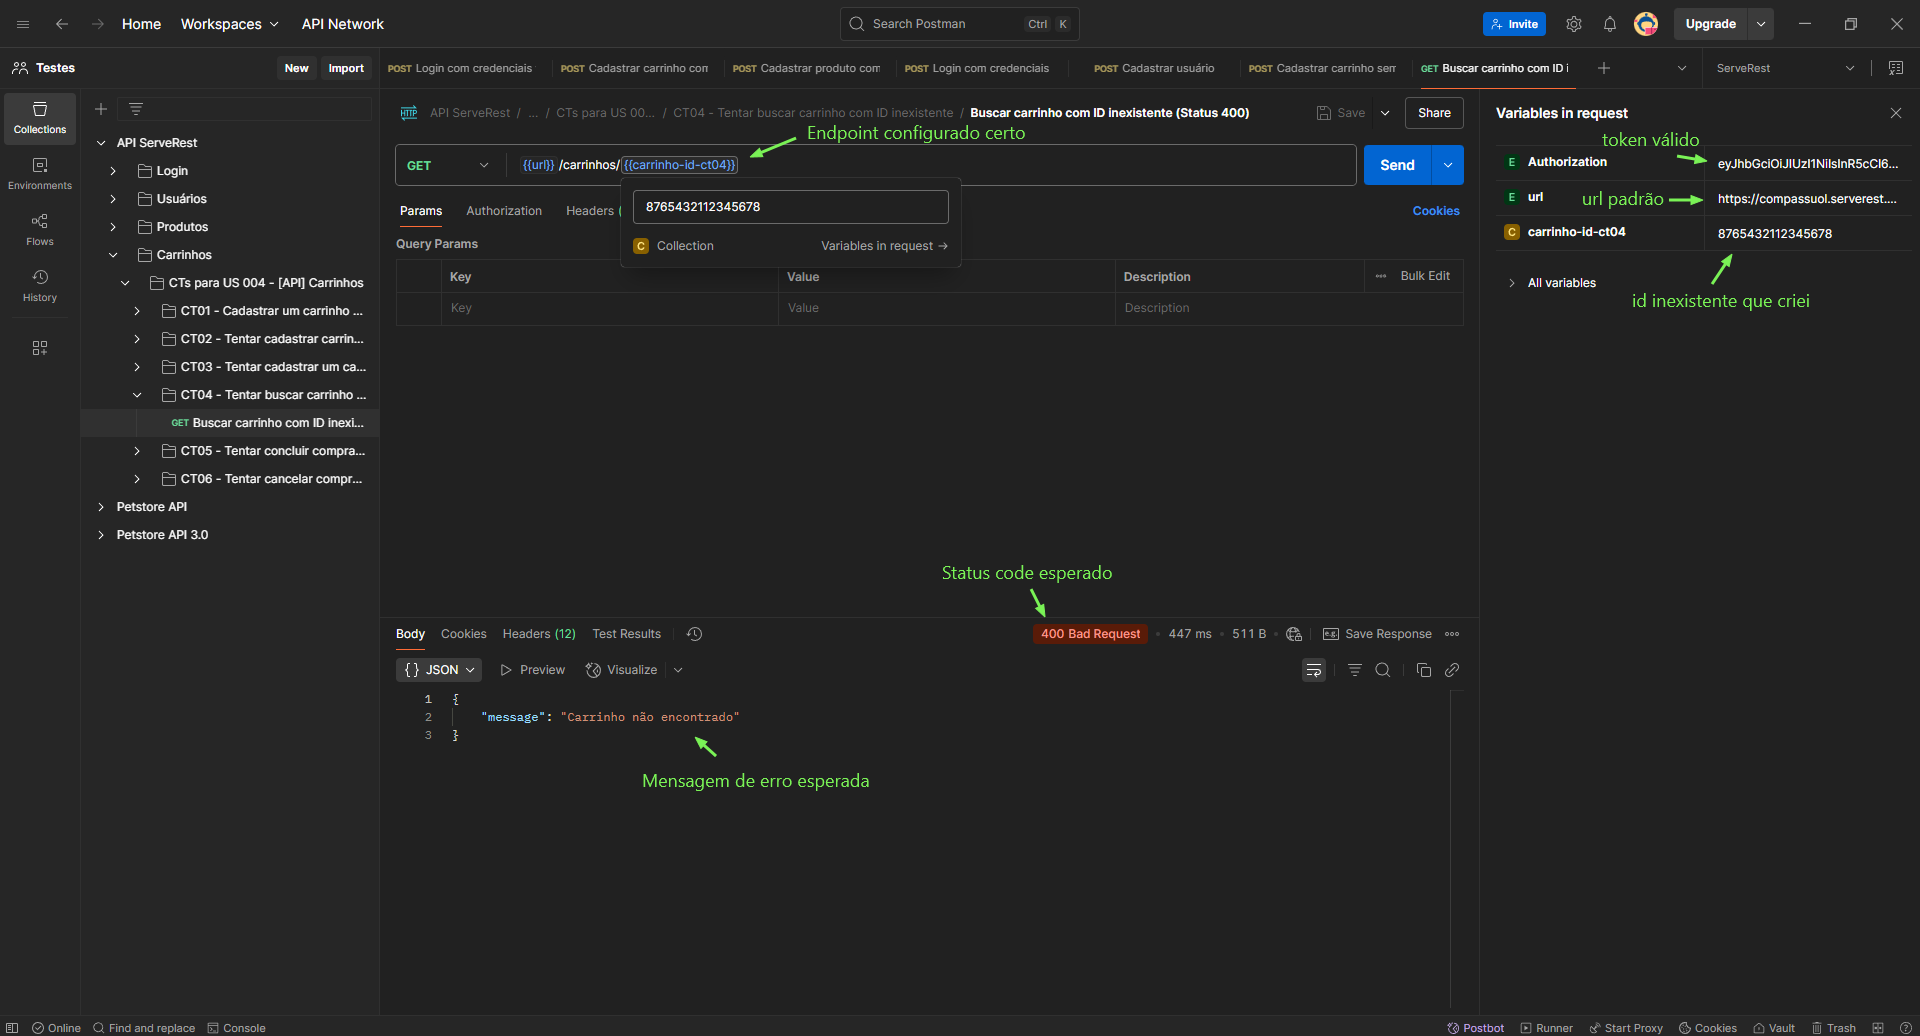 Home Workspaces API Network
Search Postman Ctrl K
Invite Upgrade
Testes New Import
POST Login com credenciais
POST Cadastrar carrinho com
POST Cadastrar produto com
POST Login com credenciais
POST Cadastrar usuário
POST Cadastrar carrinho sem
GET Buscar carrinho com ID i
ServeRest
Collections
Environments
Flows
History
API ServeRest
Login
Usuários
Produtos
Carrinhos
CTs para US 004 - [API] Carrinhos
CT01 - Cadastrar um carrinho ...
CT02 - Tentar cadastrar carrin...
CT03 - Tentar cadastrar um ca...
CT04 - Tentar buscar carrinho ...
GET Buscar carrinho com ID inexi...
CT05 - Tentar concluir compra...
CT06 - Tentar cancelar compr...
Petstore API
Petstore API 3.0
HTTP API ServeRest / ... / CTs para US 00... / CT04 - Tentar buscar carrinho com ID inexistente / Buscar carrinho com ID inexistente (Status 400)
Save Share
Endpoint configurado certo
GET {{url}} /carrinhos/ {{carrinho-id-ct04}}
Send
8765432112345678
C Collection Variables in request →
Params Authorization Headers (
Cookies
Query Params
Key Value Description ... Bulk Edit
Key Value Description
Variables in request
token válido
E Authorization eyJhbGciOiJIUzI1NiIsInR5cCI6...
url padrão
E url https://compassuol.serverest....
C carrinho-id-ct04 8765432112345678
All variables
id inexistente que criei
Status code esperado
Body Cookies Headers (12) Test Results
400 Bad Request • 447 ms • 511 B
e.g. Save Response
{} JSON Preview Visualize
1 {
2 "message": "Carrinho não encontrado"
3 }
Mensagem de erro esperada
Online Find and replace Console
Postbot Runner Start Proxy Cookies Vault Trash